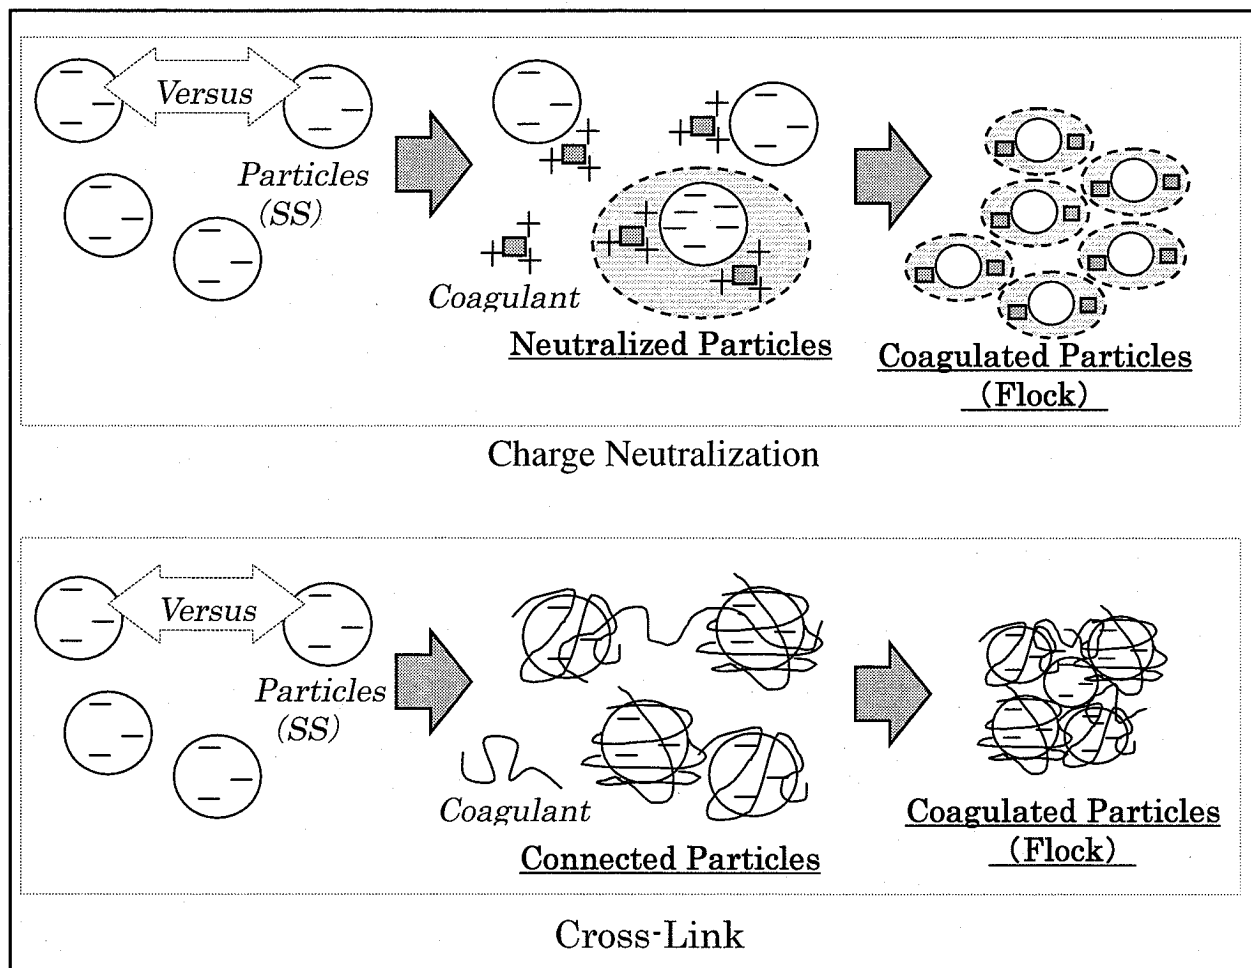 Versus
Particles
(SS)
Coagulant
Neutralized Particles
Coagulated Particles
(Flock)
Charge Neutralization
Versus
Particles
(SS)
Coagulant
Connected Particles
Coagulated Particles
(Flock)
Cross-Link